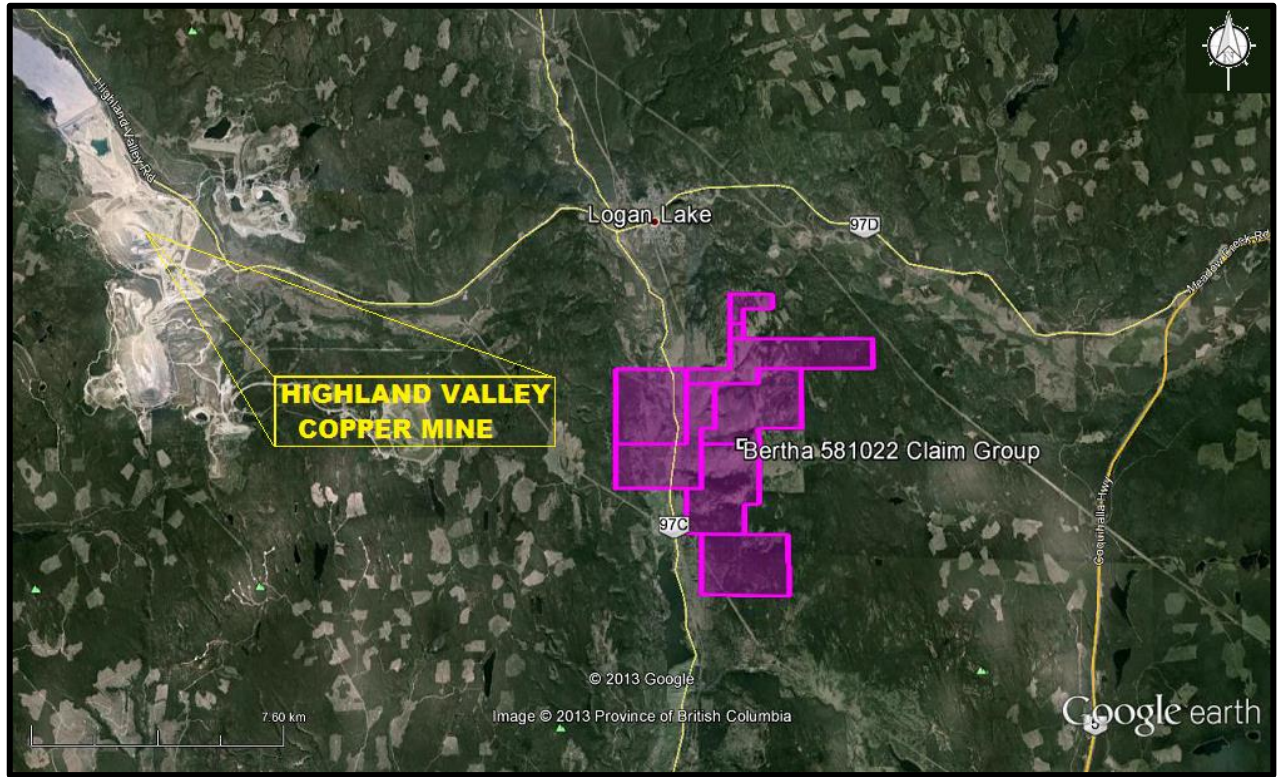 N
Highland Valley Rd
Logan Lake
97D
Meadow Creek Rd
HIGHLAND VALLEY
COPPER MINE
Bertha 581022 Claim Group
97C
Coquihalla Hwy
© 2013 Google
7.60 km
Image © 2013 Province of British Columbia
Google earth
5